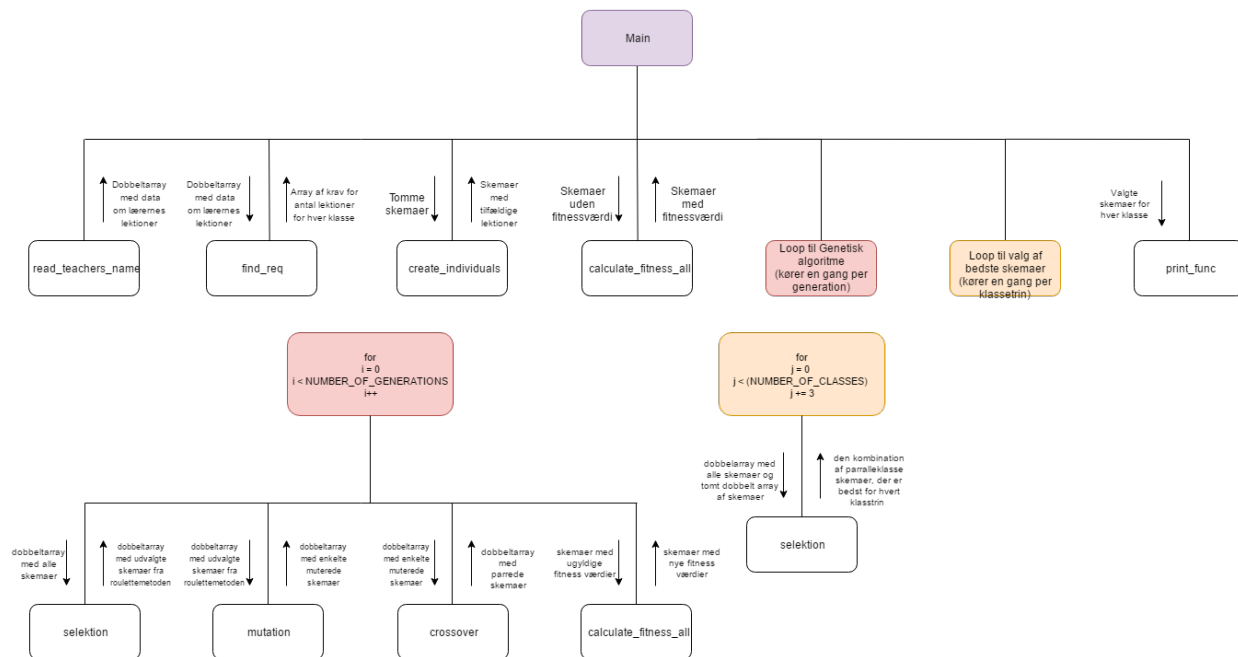 Main
Dobbeltarray
med data
om lærernes
lektioner
Dobbeltarray
med data
om lærernes
lektioner
Array af krav for
antal lektioner
for hver klasse
Tomme
skemaer
Skemaer
med
tilfældige
lektioner
Skemaer
uden
fitnessværdi
Skemaer
med
fitnessværdi
Valgte
skemaer for
hver klasse
read_teachers_name
find_req
create_individuals
calculate_fitness_all
Loop til Genetisk
algoritme
(kører en gang per
generation)
Loop til valg af
bedste skemaer
(kører en gang per
klassetrin)
print_func
for
i = 0
i < NUMBER_OF_GENERATIONS
i++
for
j = 0
j < (NUMBER_OF_CLASSES)
j += 3
dobbelarray med
alle skemaer og
tomt dobbelt array
af skemaer
den kombination
af parralleklasse
skemaer, der er
bedst for hvert
klasstrin
selektion
dobbeltarray
med alle
skemaer
dobbeltarray
med udvalgte
skemaer fra
roulettemetoden
dobbeltarray
med udvalgte
skemaer fra
roulettemetoden
dobbeltarray
med enkelte
muterede
skemaer
dobbeltarray
med enkelte
muterede
skemaer
dobbeltarray
med
parrede
skemaer
skemaer med
ugyldige
fitness værdier
skemaer med
nye fitness
værdier
selektion
mutation
crossover
calculate_fitness_all